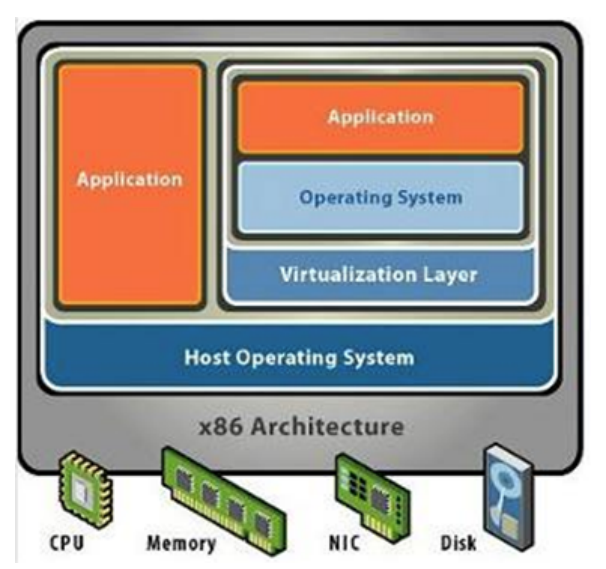 Application
Application
Operating System
Virtualization Layer
Host Operating System
x86 Architecture
CPU
Memory
NIC
Disk